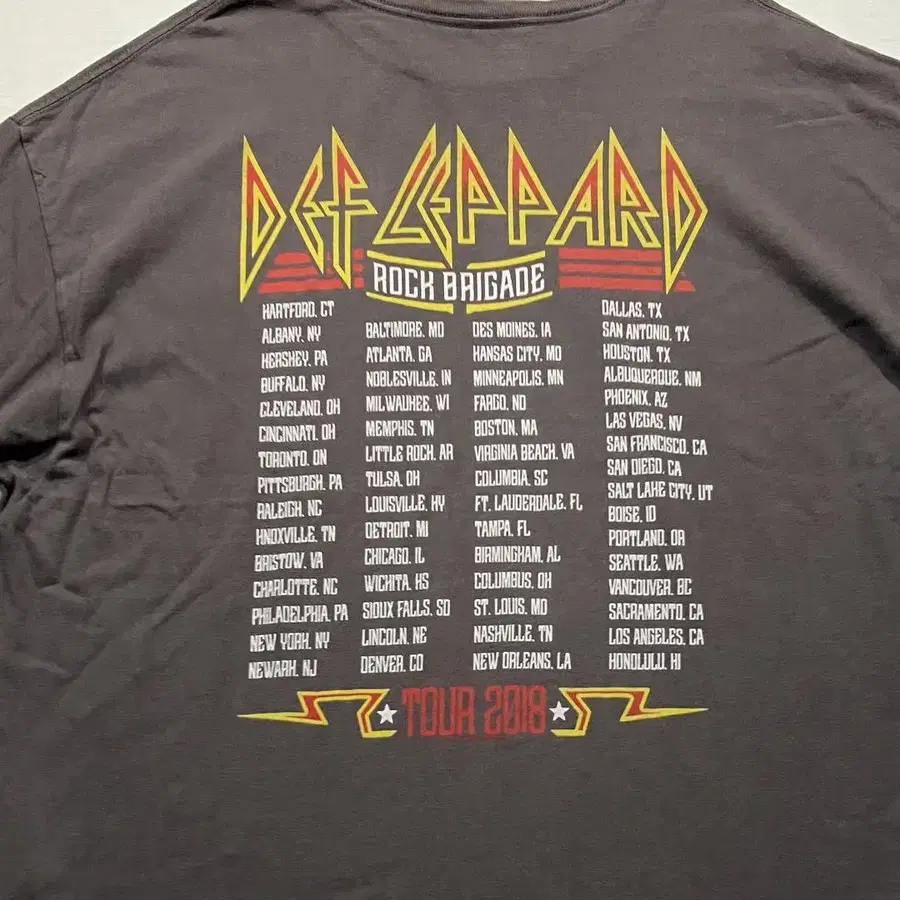 DEF LEPPARD
ROCK BRIGADE
HARTFORD, CT
ALBANY, NY
HERSHEY, PA
BUFFALO, NY
CLEVELAND, OH
CINCINNATI, OH
TORONTO, ON
PITTSBURGH, PA
RALEIGH, NC
KNOXVILLE, TN
BRISTOW, VA
CHARLOTTE, NC
PHILADELPHIA, PA
NEW YORK, NY
NEWARK, NJ
BALTIMORE, MD
ATLANTA, GA
NOBLESVILLE, IN
MILWAUKEE, WI
MEMPHIS, TN
LITTLE ROCK, AR
TULSA, OK
LOUISVILLE, KY
DETROIT, MI
CHICAGO, IL
WICHITA, KS
SIOUX FALLS, SD
LINCOLN, NE
DENVER, CO
DES MOINES, IA
KANSAS CITY, MO
MINNEAPOLIS, MN
FARGO, ND
BOSTON, MA
VIRGINIA BEACH, VA
COLUMBIA, SC
FT. LAUDERDALE, FL
TAMPA, FL
BIRMINGHAM, AL
COLUMBUS, OH
ST. LOUIS, MO
NASHVILLE, TN
NEW ORLEANS, LA
DALLAS, TX
SAN ANTONIO, TX
HOUSTON, TX
ALBUQUERQUE, NM
PHOENIX, AZ
LAS VEGAS, NV
SAN FRANCISCO, CA
SAN DIEGO, CA
SALT LAKE CITY, UT
BOISE, ID
PORTLAND, OR
SEATTLE, WA
VANCOUVER, BC
SACRAMENTO, CA
LOS ANGELES, CA
HONOLULU, HI
TOUR 2018